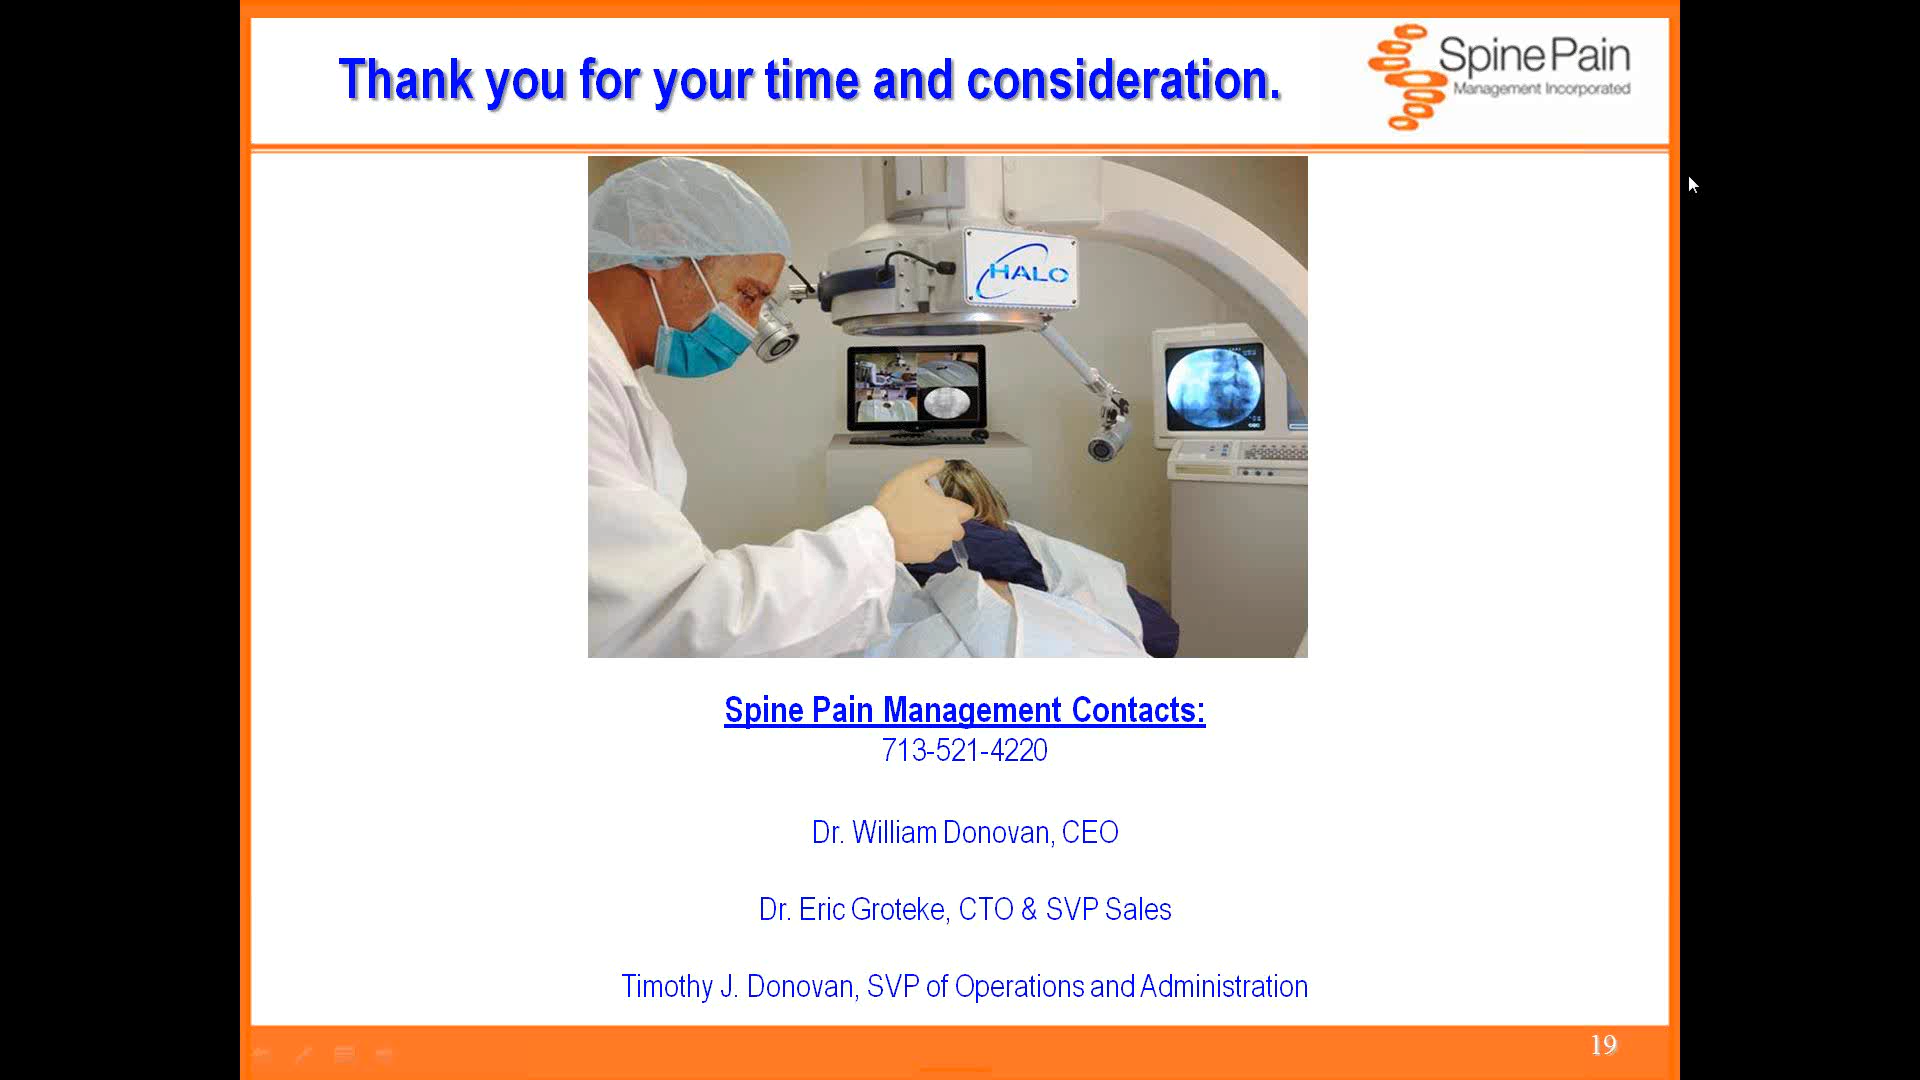 Thank you for your time and consideration.
Spine Pain
Management Incorporated
HALO
Spine Pain Management Contacts:
713-521-4220
Dr. William Donovan, CEO
Dr. Eric Groteke, CTO & SVP Sales
Timothy J. Donovan, SVP of Operations and Administration
19